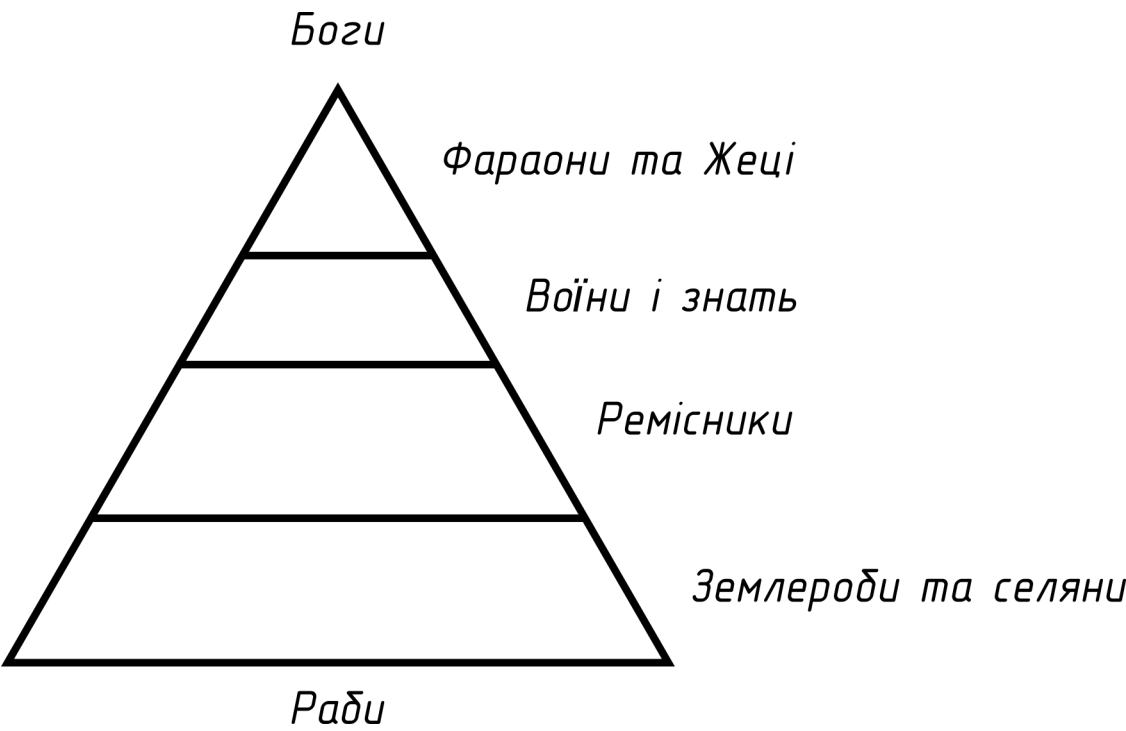 Боги
Фараони та Жеці
Воїни і знать
Ремісники
Землероби та селяни
Раби